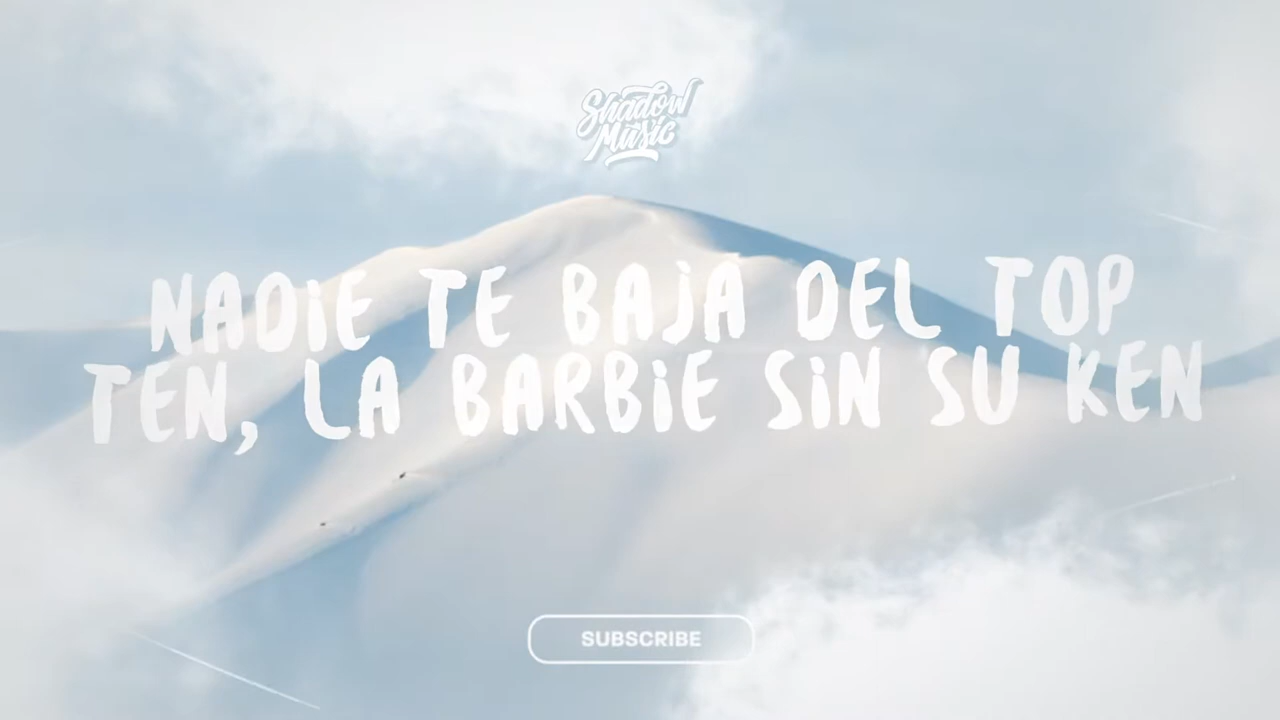 Shadow
Music
NADiE TE BAjA DEL TOP
TEN, LA BARBiE SiN SU KEN
SUBSCRIBE